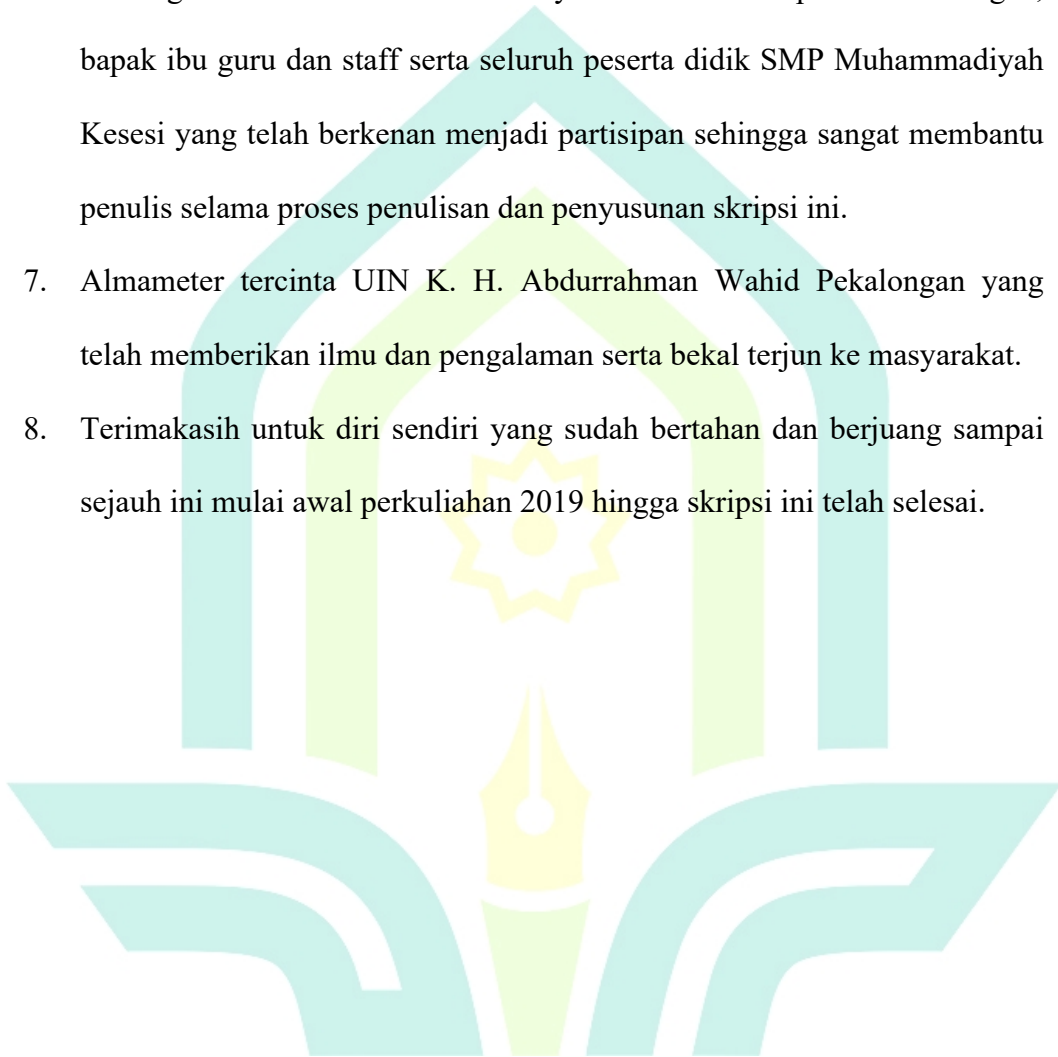 bapak ibu guru dan staff serta seluruh peserta didik SMP Muhammadiyah
Kesesi yang telah berkenan menjadi partisipan sehingga sangat membantu
penulis selama proses penulisan dan penyusunan skripsi ini.
7. Almameter tercinta UIN K. H. Abdurrahman Wahid Pekalongan yang
telah memberikan ilmu dan pengalaman serta bekal terjun ke masyarakat.
8. Terimakasih untuk diri sendiri yang sudah bertahan dan berjuang sampai
sejauh ini mulai awal perkuliahan 2019 hingga skripsi ini telah selesai.